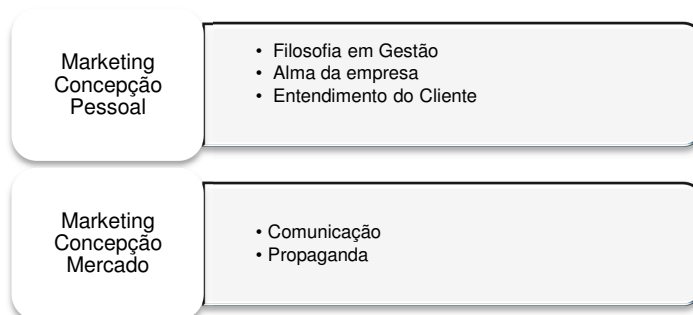 Marketing
Concepção
Pessoal
• Filosofia em Gestão
• Alma da empresa
• Entendimento do Cliente
Marketing
Concepção
Mercado
• Comunicação
• Propaganda